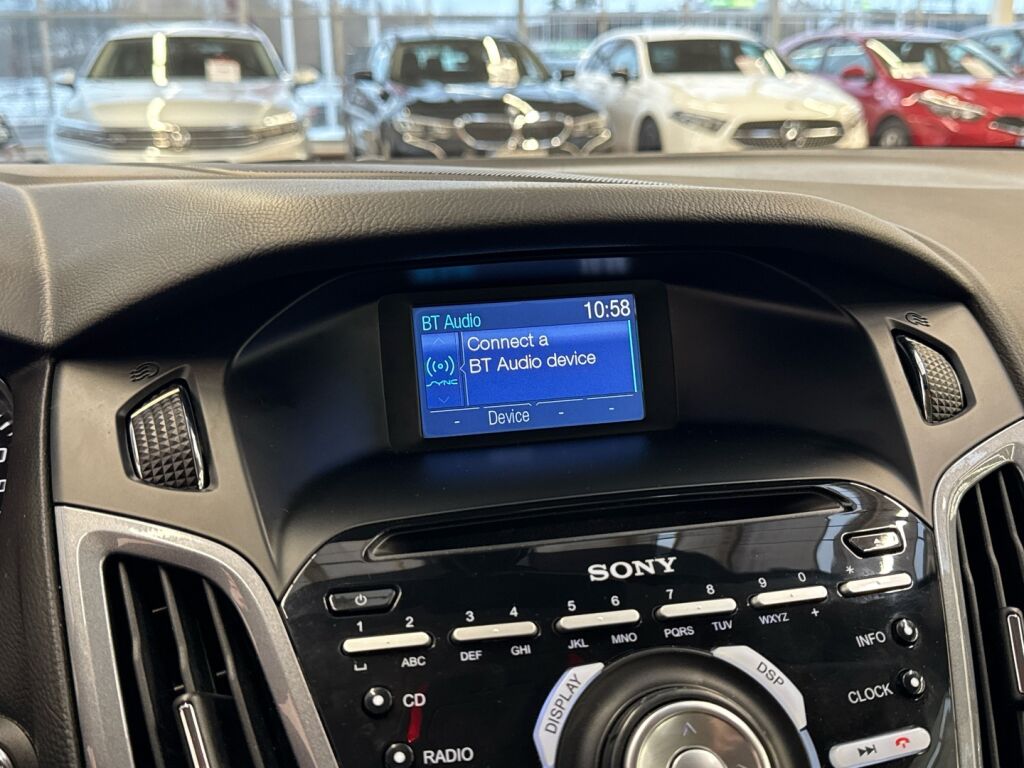 BT Audio 10:58
Connect a
BT Audio device
SYNC
- Device - -
SONY
1 2 3 4 5 6 7 8 9 0 *
ABC DEF GHI JKL MNO PQRS TUV WXYZ +
INFO
CD
DISPLAY
DSP
CLOCK
RADIO